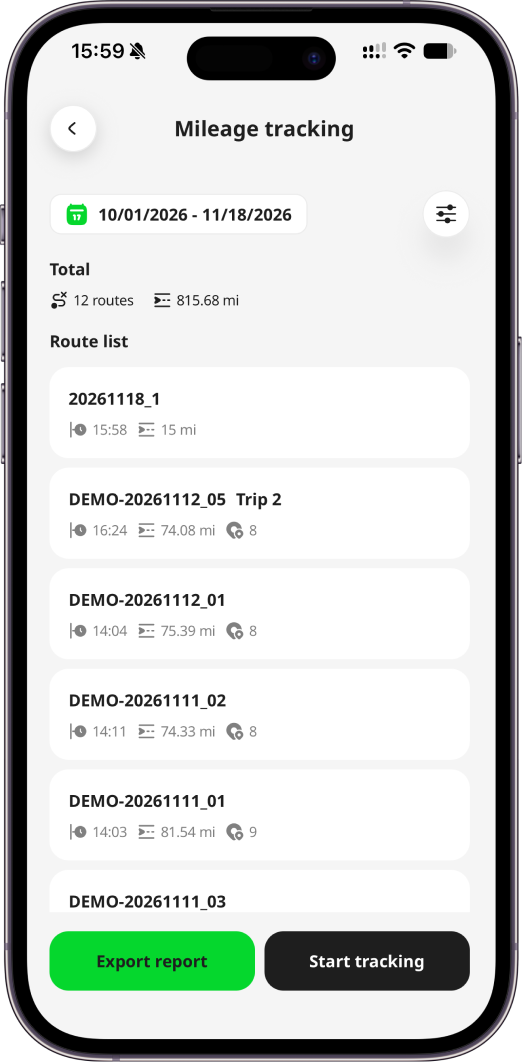 15:59
Mileage tracking
17
10/01/2026 - 11/18/2026
Total
12 routes 815.68 mi
Route list
20261118_1
15:58 15 mi
DEMO-20261112_05 Trip 2
16:24 74.08 mi 8
DEMO-20261112_01
14:04 75.39 mi 8
DEMO-20261111_02
14:11 74.33 mi 8
DEMO-20261111_01
14:03 81.54 mi 9
DEMO-20261111_03
Export report Start tracking